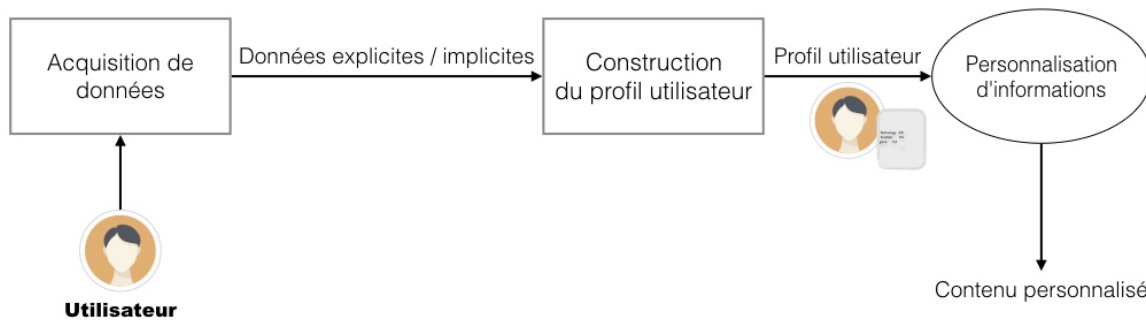 Acquisition de
données
Données explicites / implicites
Construction
du profil utilisateur
Profil utilisateur
Personnalisation
d'informations
Utilisateur
Contenu personnalisé